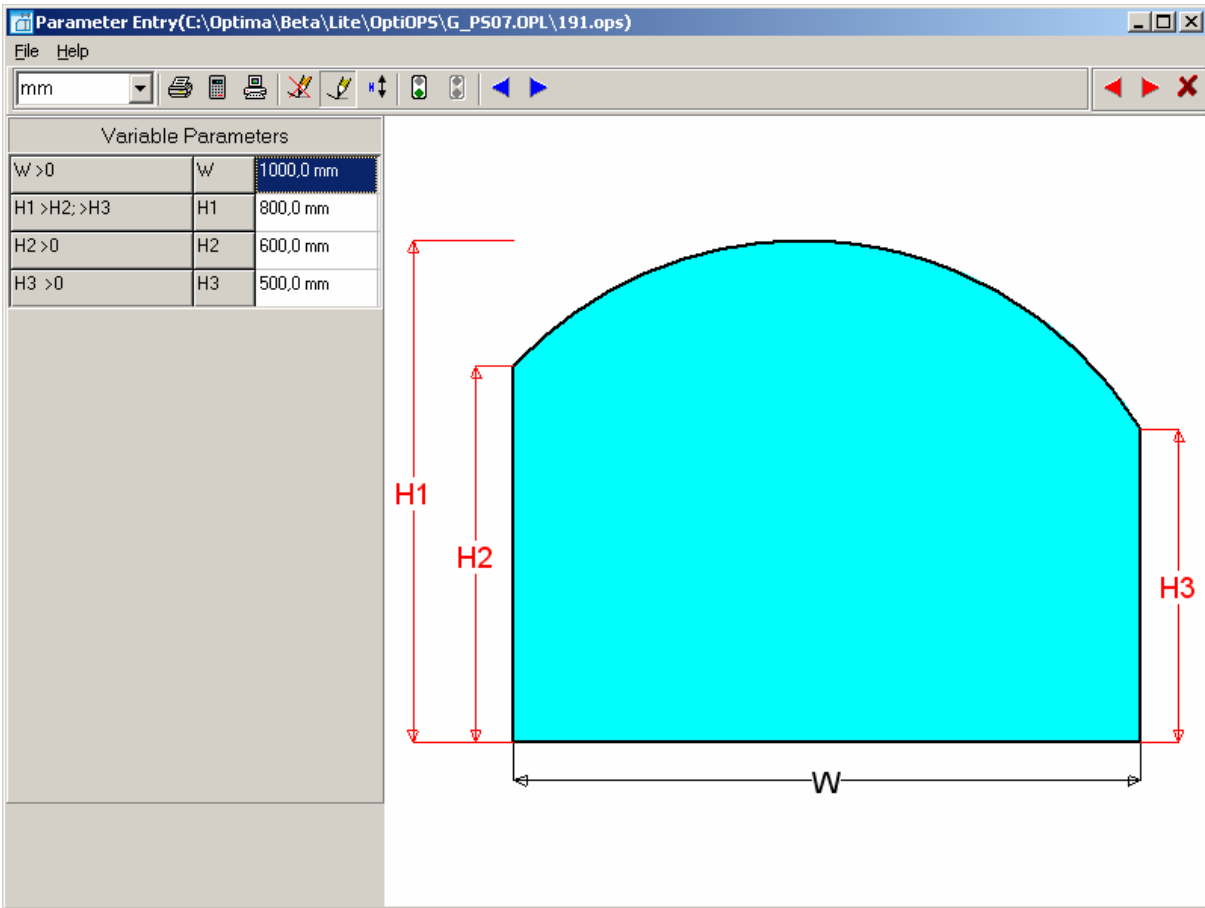 Parameter Entry(C:\Optima\Beta\Lite\OptiOPS\G_PS07.OPL\191.ops)
File Help
mm
Variable Parameters
W >0 W 1000,0 mm
H1 >H2; >H3 H1 800,0 mm
H2 >0 H2 600,0 mm
H3 >0 H3 500,0 mm
H1
H2
H3
W